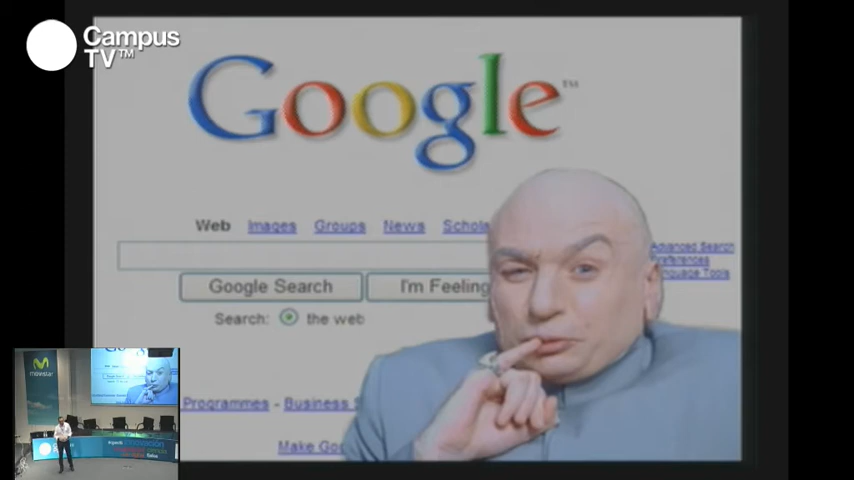 Campus
TV™
Google™
Web Images Groups News Schola
Advanced Search
Preferences
Language Tools
Google Search
I'm Feeling
Search: the web
Programmes - Business S
Make Goo
movistar